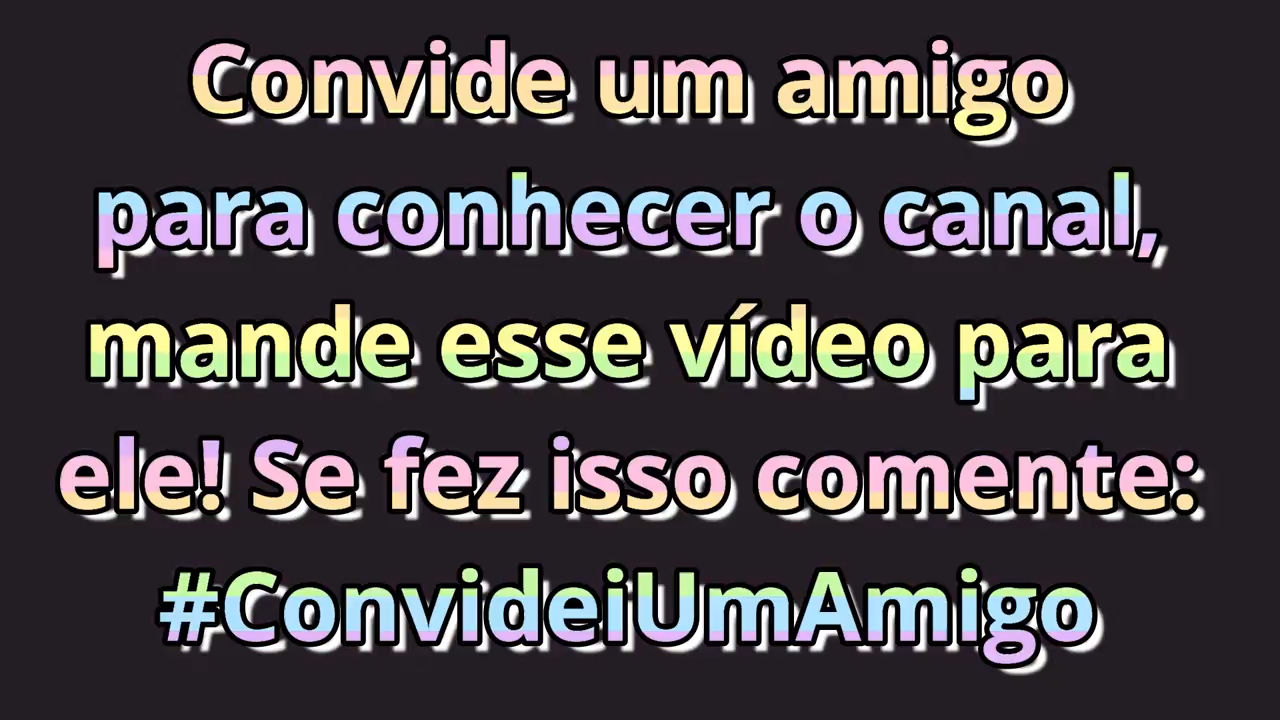 Convide um amigo
para conhecer o canal,
mande esse vídeo para
ele! Se fez isso comente:
#ConvideiUmAmigo